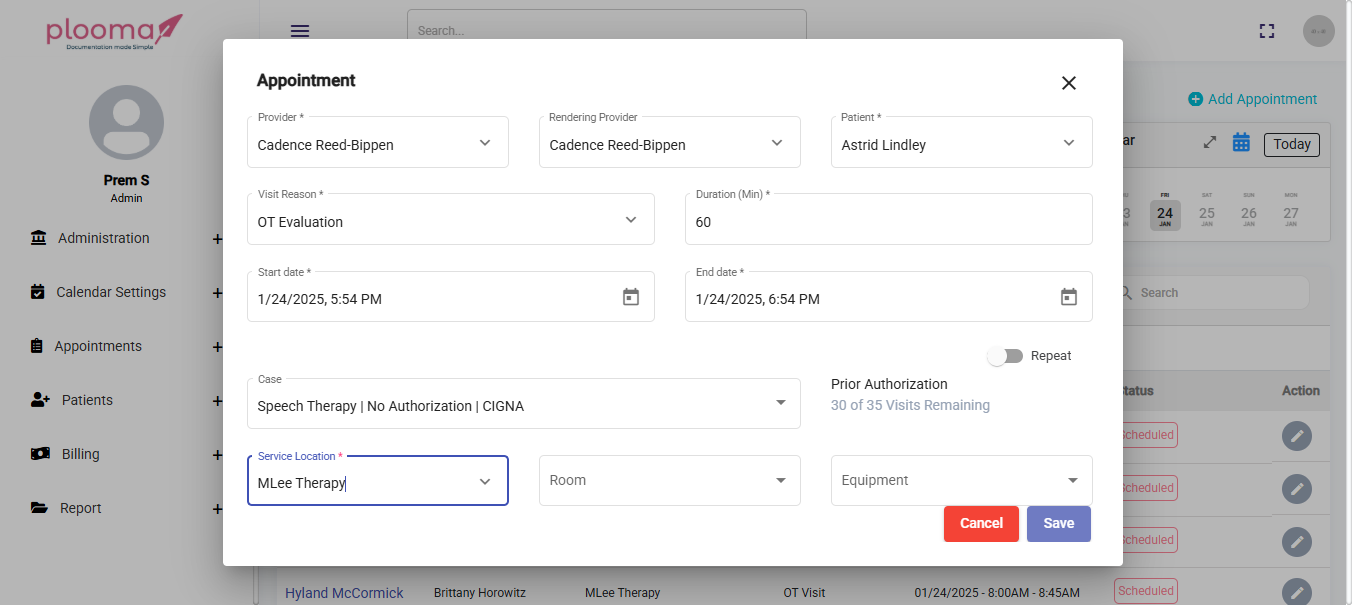 plooma
Documentation made Simple
Search...
Prem S
Admin
Administration +
Calendar Settings +
Appointments +
Patients +
Billing +
Report +
Add Appointment
Today
FRI SAT SUN MON
24 25 26 27
JAN JAN JAN JAN
Search
Action
Appointment
Provider *
Cadence Reed-Bippen
Rendering Provider
Cadence Reed-Bippen
Patient *
Astrid Lindley
Visit Reason *
OT Evaluation
Duration (Min) *
60
Start date *
1/24/2025, 5:54 PM
End date *
1/24/2025, 6:54 PM
Repeat
Case
Speech Therapy | No Authorization | CIGNA
Prior Authorization
30 of 35 Visits Remaining
Service Location *
MLee Therapy
Room
Equipment
Cancel
Save
Scheduled
Scheduled
Scheduled
Hyland McCormick Brittany Horowitz MLee Therapy OT Visit 01/24/2025 - 8:00AM - 8:45AM Scheduled